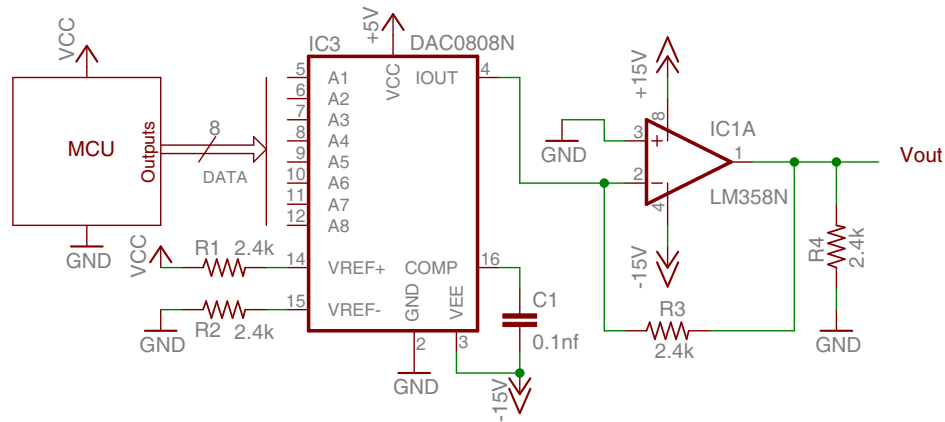 VCC
MCU
Outputs
GND
8
DATA
IC3
DAC0808N
+5V
VCC
5
A1
6
A2
7
A3
8
A4
9
A5
10
A6
11
A7
12
A8
IOUT
4
VCC
R1
2.4k
14
VREF+
GND
R2
2.4k
15
VREF-
COMP
16
GND
2
GND
VEE
3
C1
0.1nf
-15V
+15V
GND
3
2
8
4
1
IC1A
LM358N
-15V
R3
2.4k
R4
2.4k
GND
Vout